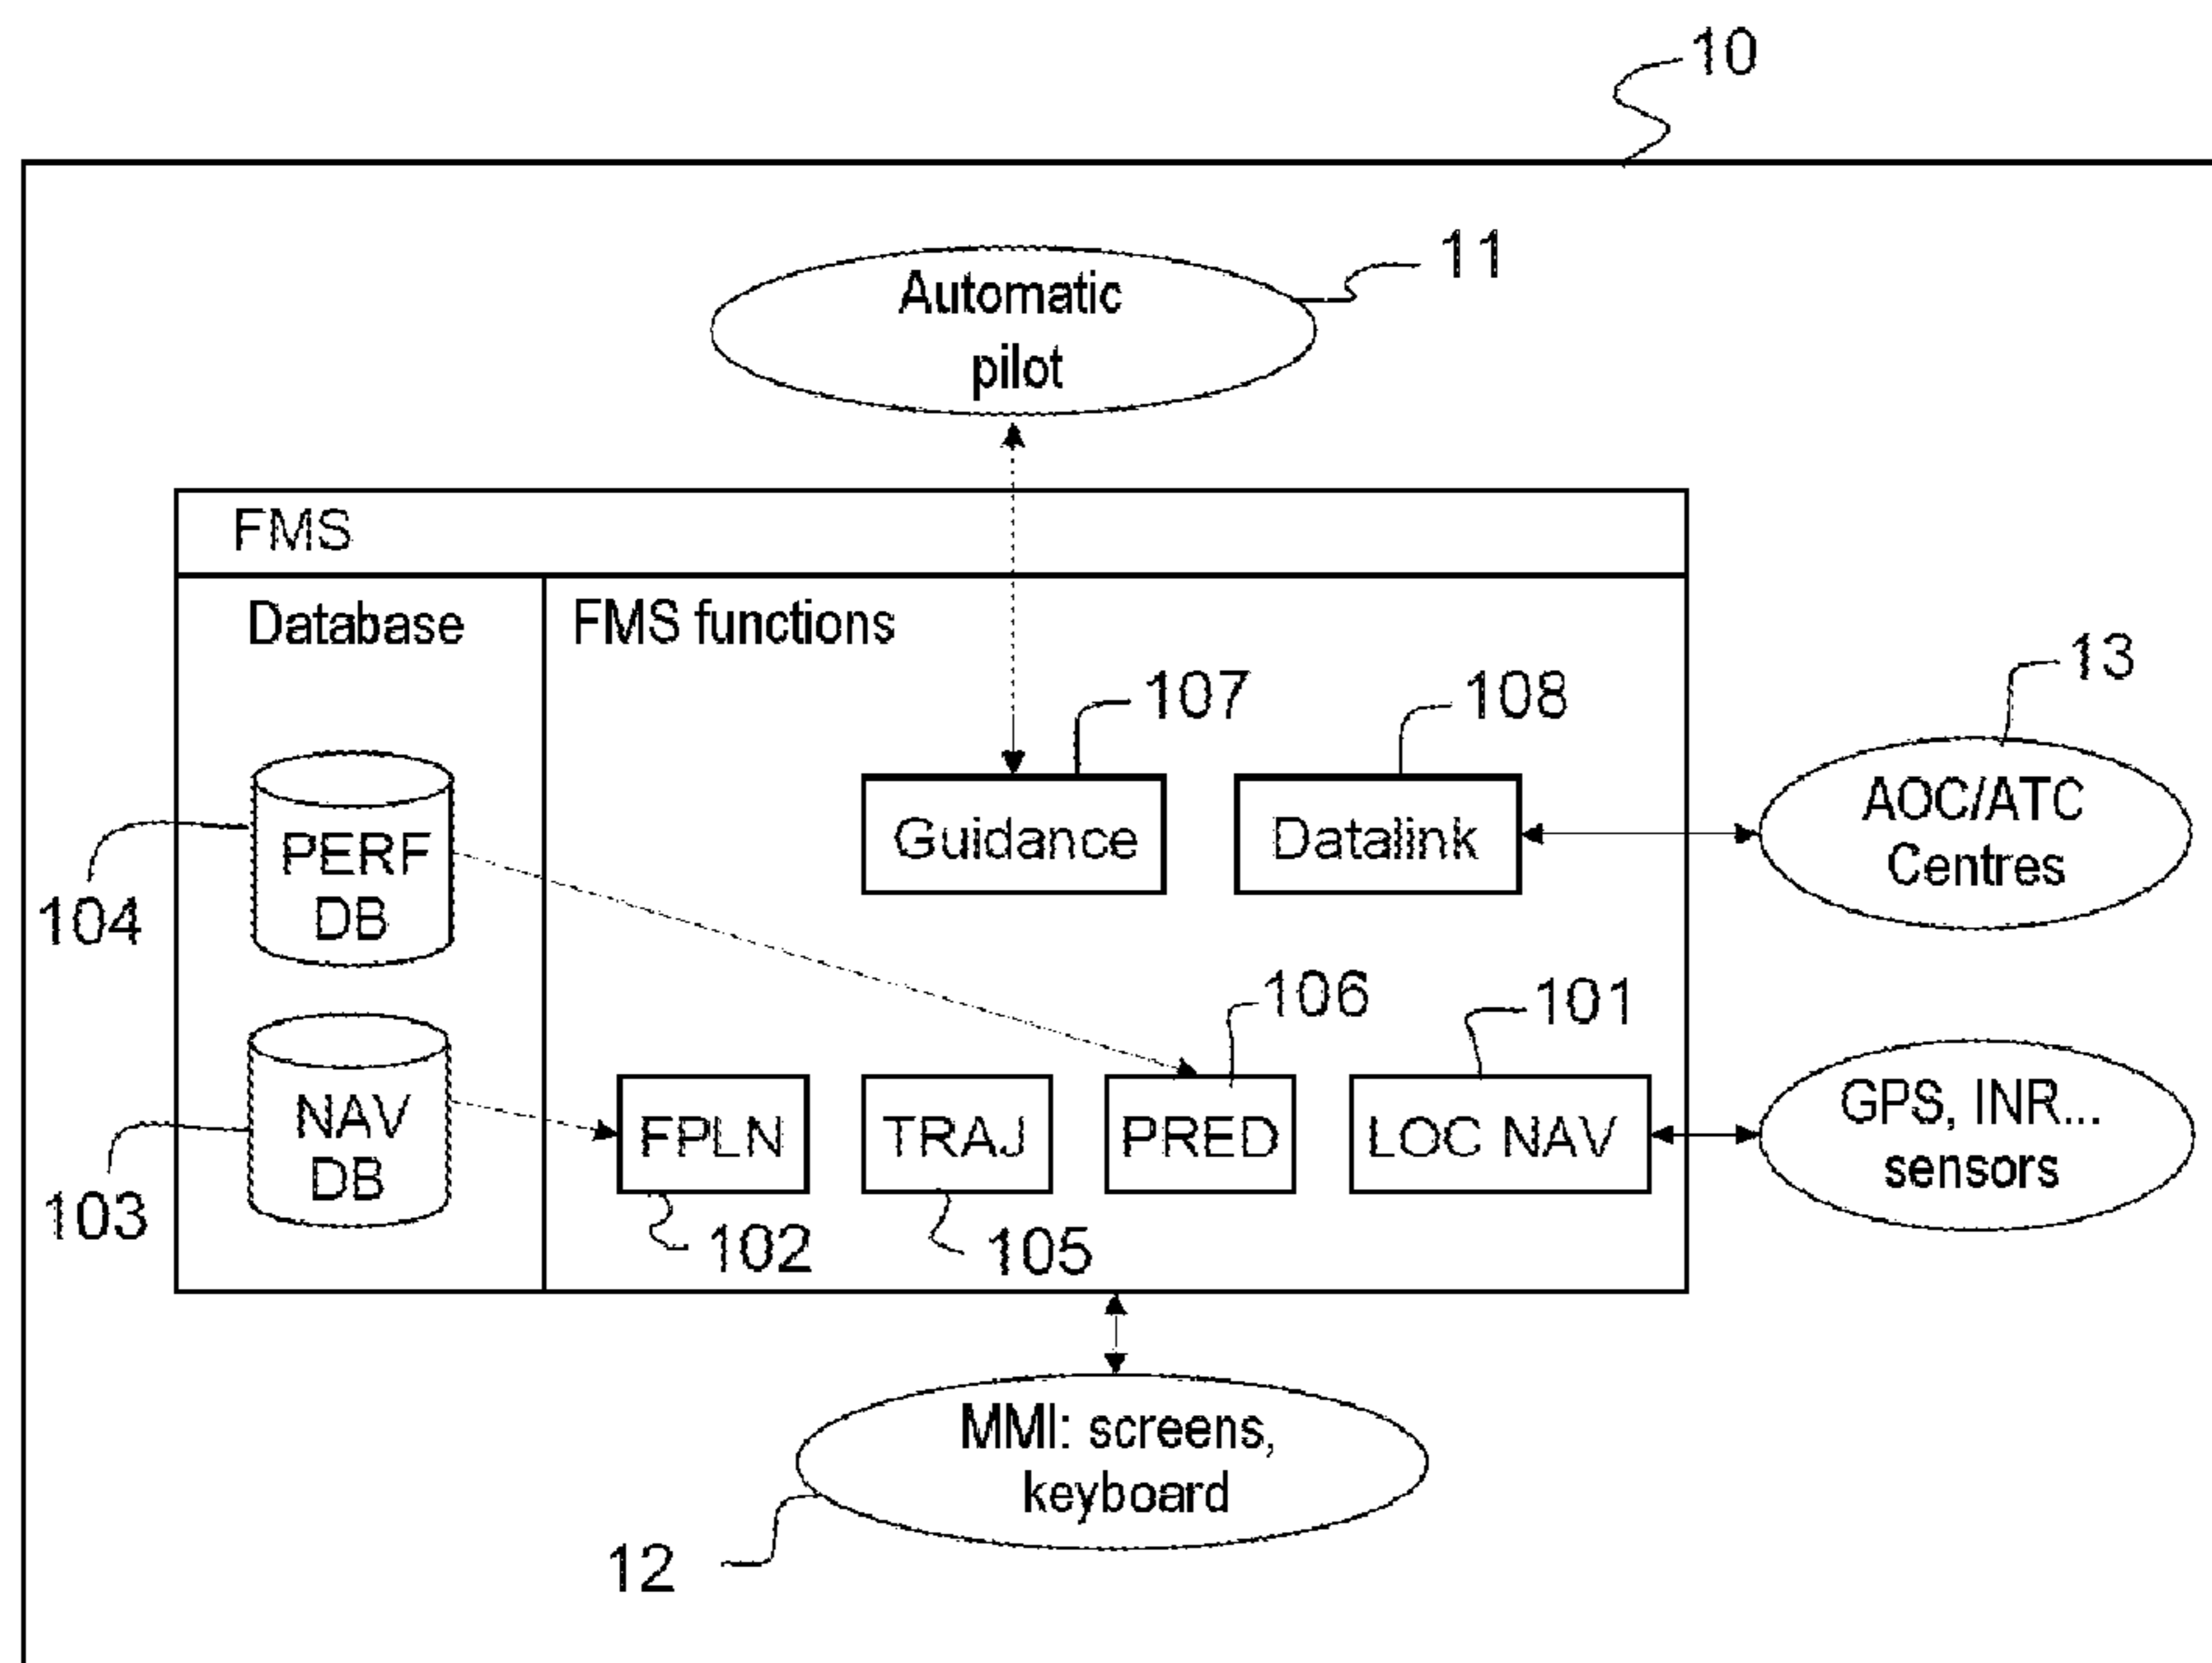 10
Automatic
pilot
11
FMS
Database
FMS functions
107
108
13
Guidance
Datalink
AOC/ATC
Centres
PERF
DB
104
106
101
NAV
DB
103
FPLN
TRAJ
PRED
LOC NAV
GPS, INR...
sensors
102
105
MMI: screens,
keyboard
12